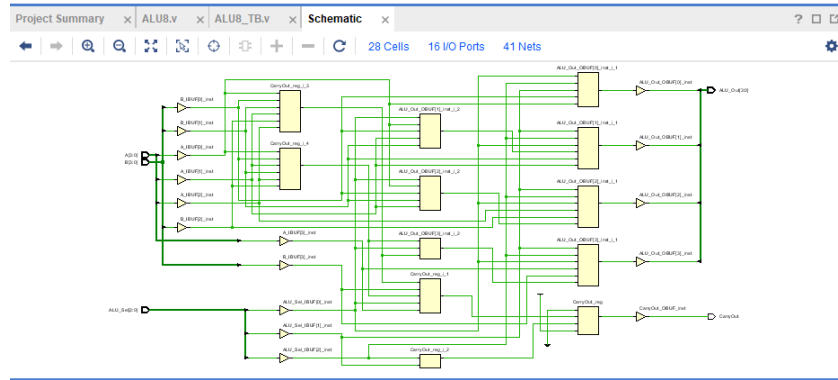 Project Summary × ALU8.v × ALU8_TB.v × Schematic ×
28 Cells 16 I/O Ports 41 Nets
ALU_Out_OBUF[0]_inst_i_1
CarryOut_reg_i_3
ALU_Out_OBUF[0]_inst
ALU_Out[3:0]
B_IBUF[0]_inst
ALU_Out_OBUF[1]_inst_i_2
B_IBUF[1]_inst
ALU_Out_OBUF[1]_inst_i_1
ALU_Out_OBUF[1]_inst
CarryOut_reg_i_4
A_IBUF[0]_inst
A[3:0]
B[3:0]
A_IBUF[1]_inst
ALU_Out_OBUF[2]_inst_i_2
ALU_Out_OBUF[2]_inst_i_1
A_IBUF[2]_inst
ALU_Out_OBUF[2]_inst
B_IBUF[2]_inst
A_IBUF[3]_inst
ALU_Out_OBUF[3]_inst_i_2
ALU_Out_OBUF[3]_inst_i_1
ALU_Out_OBUF[3]_inst
B_IBUF[3]_inst
CarryOut_reg_i_1
ALU_Sel_IBUF[0]_inst
ALU_Sel[2:0]
CarryOut_reg
CarryOut_OBUF_inst
CarryOut
ALU_Sel_IBUF[1]_inst
ALU_Sel_IBUF[2]_inst
CarryOut_reg_i_2